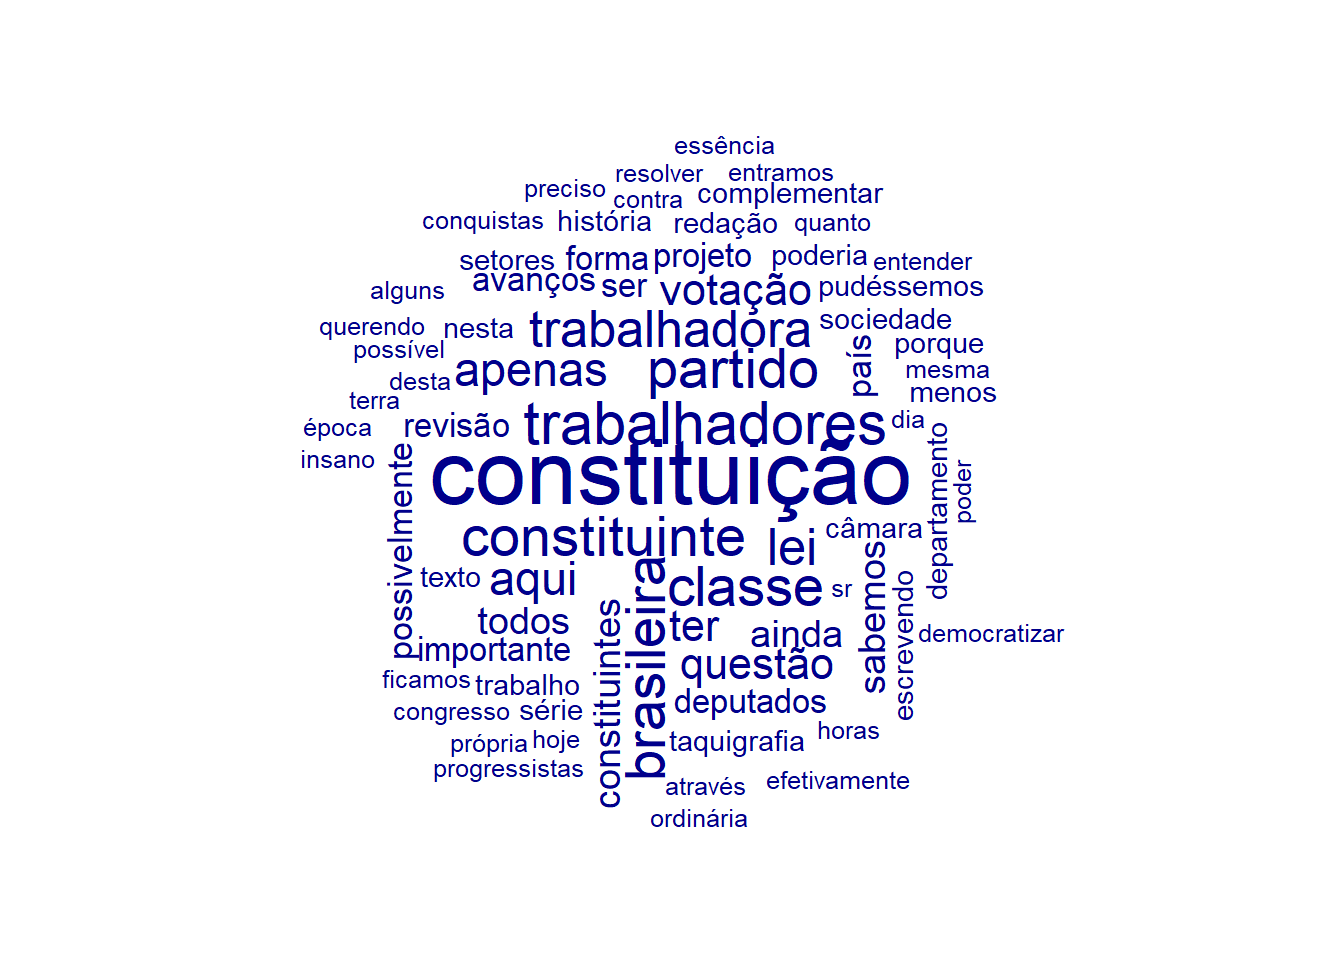 essência
resolver entramos
preciso contra complementar
conquistas história redação quanto
setores forma projeto poderia entender
alguns avanços ser votação pudéssemos
querendo nesta trabalhadora sociedade
possível apenas partido país porque
desta mesma
terra menos
época revisão trabalhadores dia
insano constituição
possivelmente constituinte lei câmara departamento poder
texto aqui brasileira classe sr sabemos escrevendo
todos constituintes ter ainda democratizar
importante questão
ficamos trabalho deputados
congresso série
própria hoje taquigrafia horas
progressistas através efetivamente
ordinária